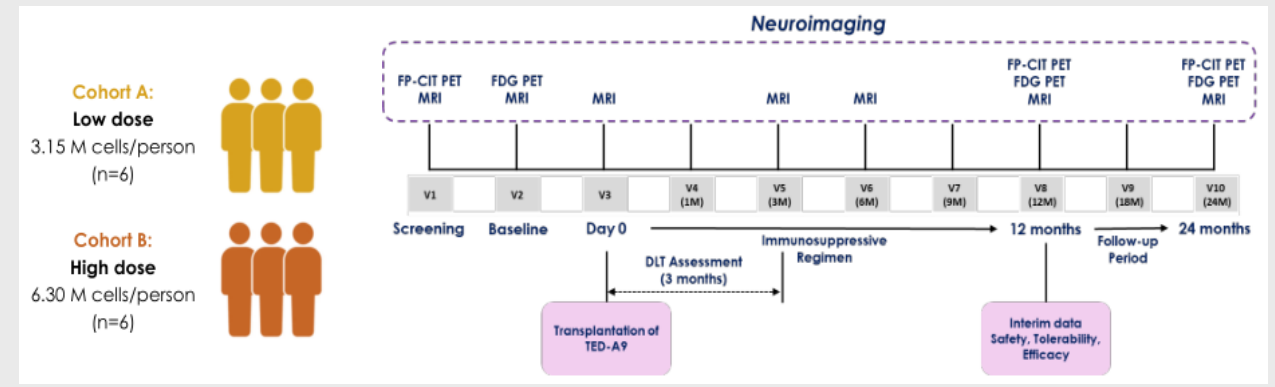 Neuroimaging
Cohort A:
Low dose
3.15 M cells/person
(n=6)
Cohort B:
High dose
6.30 M cells/person
(n=6)
FP-CIT PET
MRI
FDG PET
MRI
MRI
MRI
MRI
FP-CIT PET
FDG PET
MRI
FP-CIT PET
FDG PET
MRI
V1
V2
V3
V4
(1M)
V5
(3M)
V6
(6M)
V7
(9M)
V8
(12M)
V9
(18M)
V10
(24M)
Screening
Baseline
Day 0
12 months
24 months
Immunosuppressive
Regimen
Follow-up
Period
DLT Assessment
(3 months)
Transplantation of
TED-A9
Interim data
Safety, Tolerability,
Efficacy